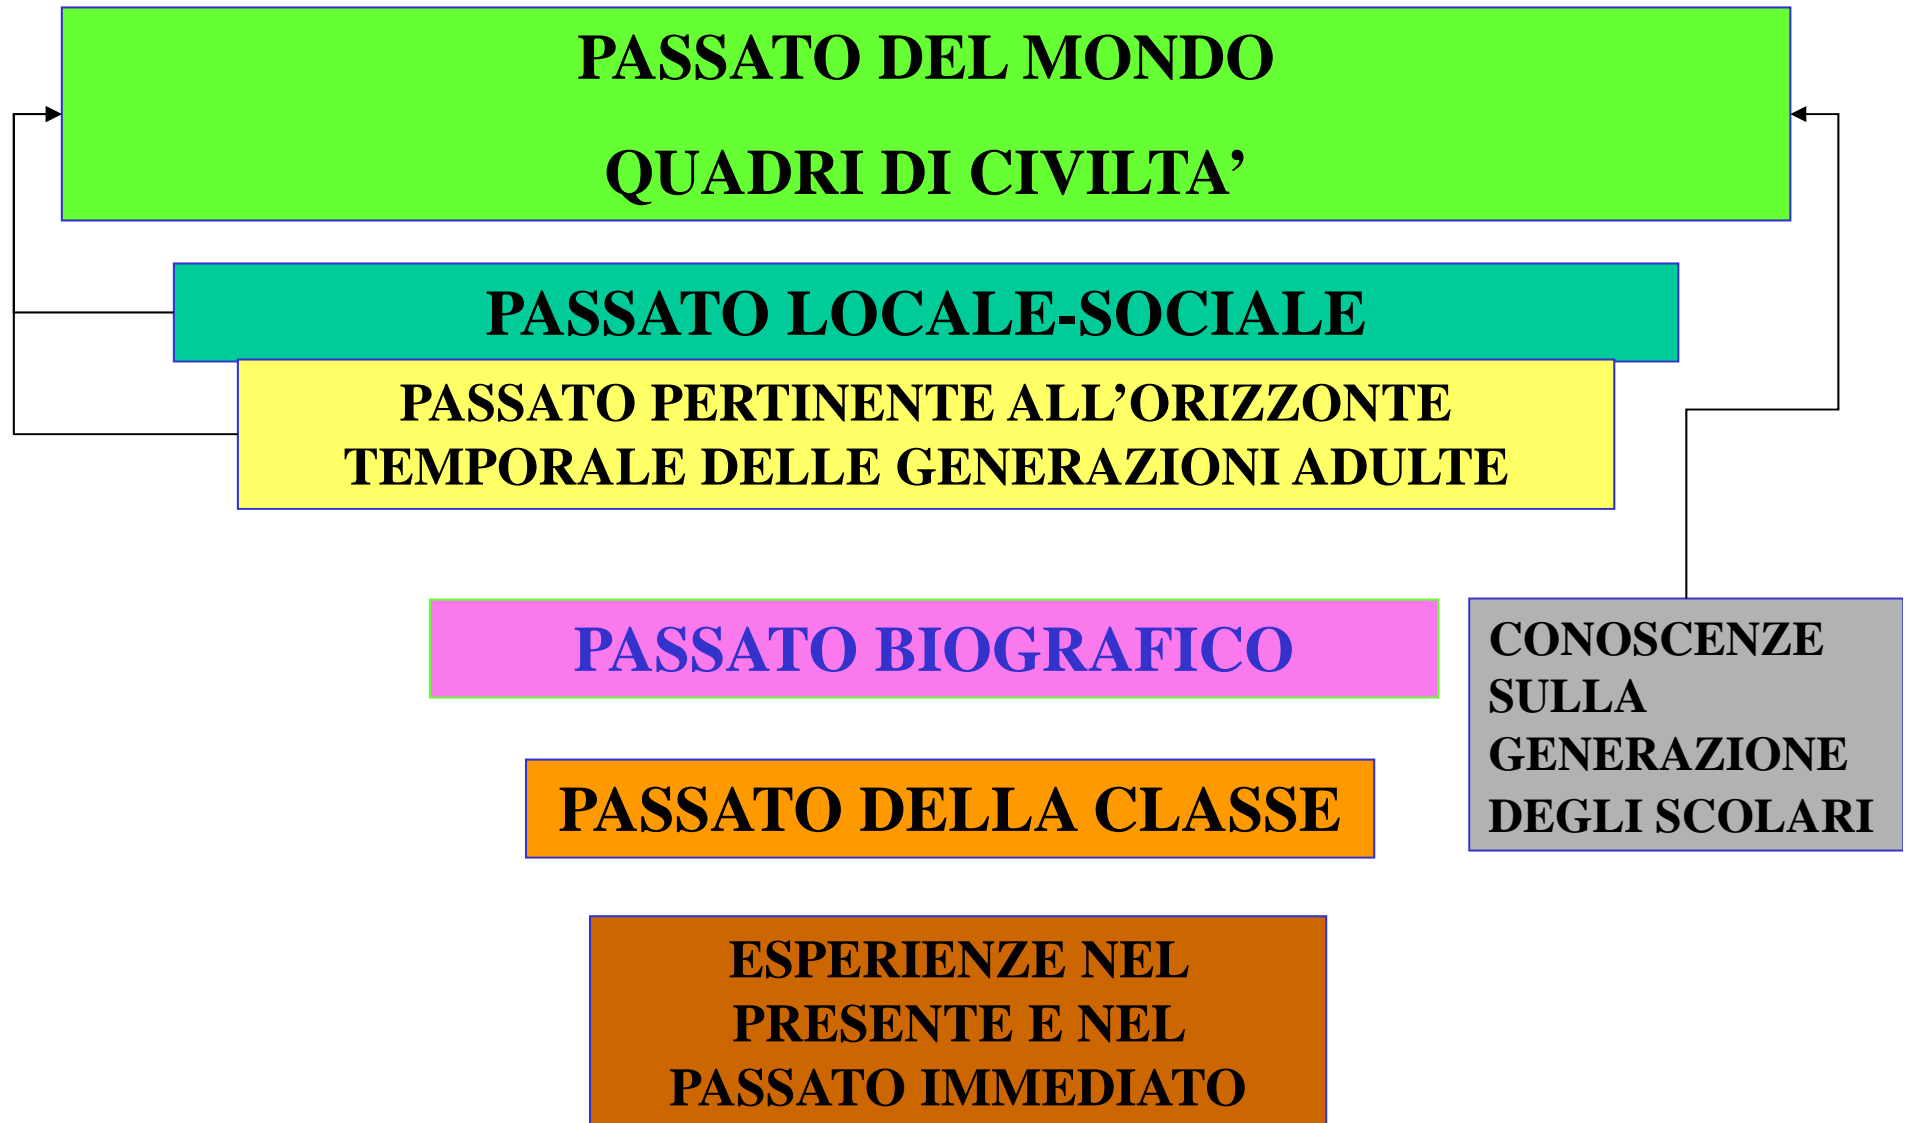 PASSATO DEL MONDO
QUADRI DI CIVILTA’
PASSATO LOCALE-SOCIALE
PASSATO PERTINENTE ALL’ORIZZONTE
TEMPORALE DELLE GENERAZIONI ADULTE
PASSATO BIOGRAFICO
CONOSCENZE
SULLA
GENERAZIONE
DEGLI SCOLARI
PASSATO DELLA CLASSE
ESPERIENZE NEL
PRESENTE E NEL
PASSATO IMMEDIATO